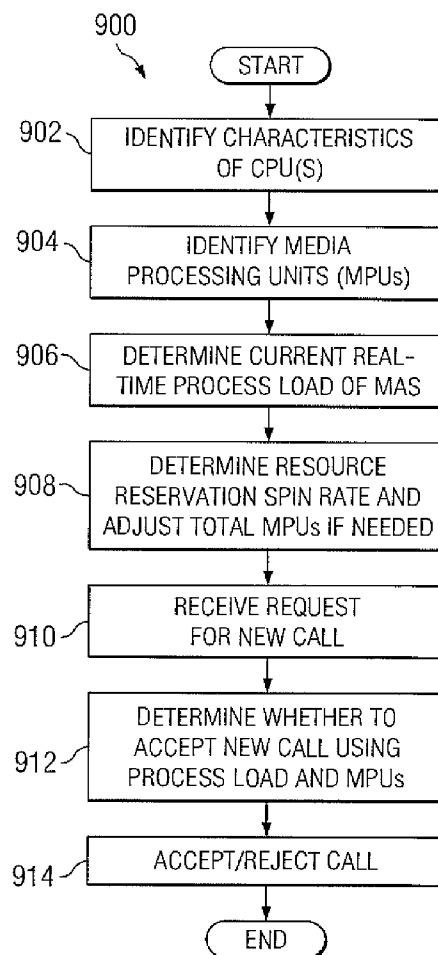 900
START
902
IDENTIFY CHARACTERISTICS
OF CPU(S)
904
IDENTIFY MEDIA
PROCESSING UNITS (MPUs)
906
DETERMINE CURRENT REAL-
TIME PROCESS LOAD OF MAS
908
DETERMINE RESOURCE
RESERVATION SPIN RATE AND
ADJUST TOTAL MPUs IF NEEDED
910
RECEIVE REQUEST
FOR NEW CALL
912
DETERMINE WHETHER TO
ACCEPT NEW CALL USING
PROCESS LOAD AND MPUs
914
ACCEPT/REJECT CALL
END